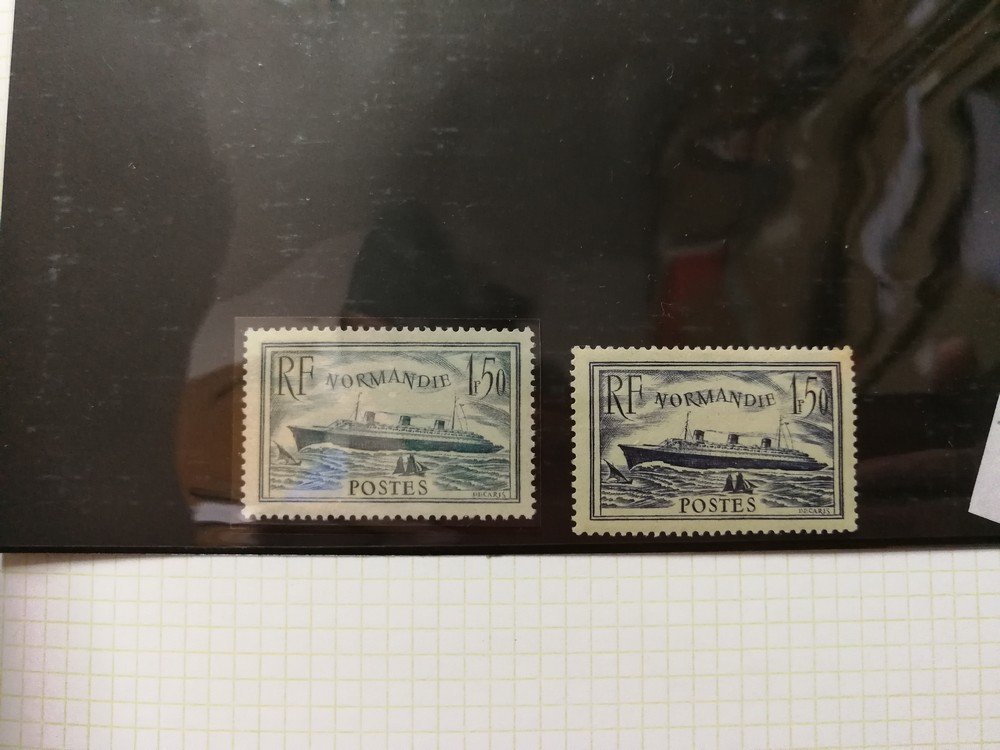 RF NORMANDIE 1F50
POSTES
DECARIS
RF NORMANDIE 1F50
POSTES
DECARIS